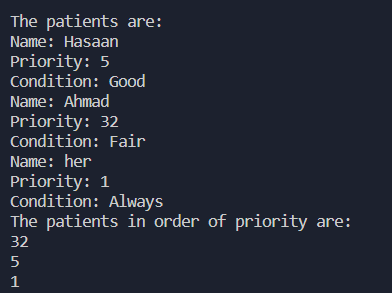 The patients are:
Name: Hasaan
Priority: 5
Condition: Good
Name: Ahmad
Priority: 32
Condition: Fair
Name: her
Priority: 1
Condition: Always
The patients in order of priority are:
32
5
1